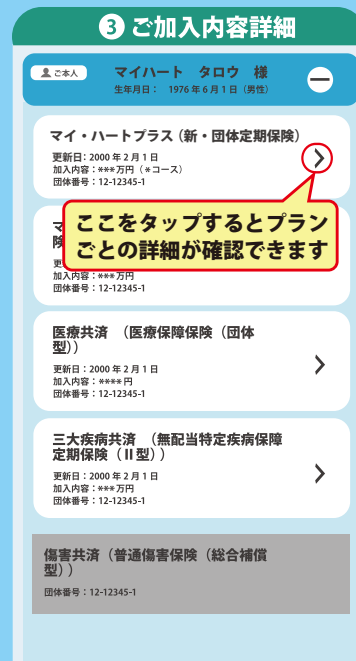 ❸ ご加入内容詳細
ご本人
マイハート タロウ 様
生年月日： 1976年6月1日（男性）
マイ・ハートプラス（新・団体定期保険）
更新日：2000年2月1日
加入内容：***万円（*コース）
団体番号：12-12345-1
ここをタップするとプラン
ごとの詳細が確認できます
加入内容：***万円
団体番号：12-12345-1
医療共済 （医療保障保険（団体
型））
更新日：2000年2月1日
加入内容：****円
団体番号：12-12345-1
三大疾病共済 （無配当特定疾病保障
定期保険（Ⅱ型））
更新日：2000年2月1日
加入内容：***万円
団体番号：12-12345-1
傷害共済（普通傷害保険（総合補償
型））
団体番号：12-12345-1